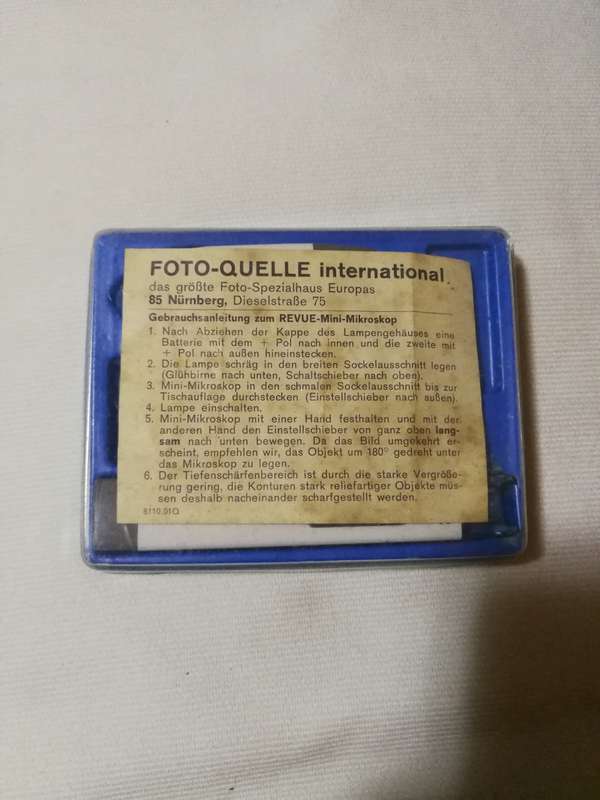 FOTO-QUELLE international
das größte Foto-Spezialhaus Europas
85 Nürnberg, Dieselstraße 75
Gebrauchsanleitung zum REVUE-Mini-Mikroskop
1. Nach Abziehen der Kappe des Lampengehäuses eine
Batterie mit dem + Pol nach innen und die zweite mit
+ Pol nach außen hineinstecken.
2. Die Lampe schräg in den breiten Sockelausschnitt legen
(Glühbirne nach unten, Schaltschieber nach oben).
3. Mini-Mikroskop in den schmalen Sockelausschnitt bis zur
Tischauflage durchstecken (Einstellschieber nach außen).
4. Lampe einschalten.
5. Mini-Mikroskop mit einer Hand festhalten und mit der
anderen Hand den Einstellschieber von ganz oben lang-
sam nach unten bewegen. Da das Bild umgekehrt er-
scheint, empfehlen wir, das Objekt um 180° gedreht unter
das Mikroskop zu legen.
6. Der Tiefenschärfenbereich ist durch die starke Vergröße-
rung gering, die Konturen stark reliefartiger Objekte müs-
sen deshalb nacheinander scharfgestellt werden.
8110.01Q